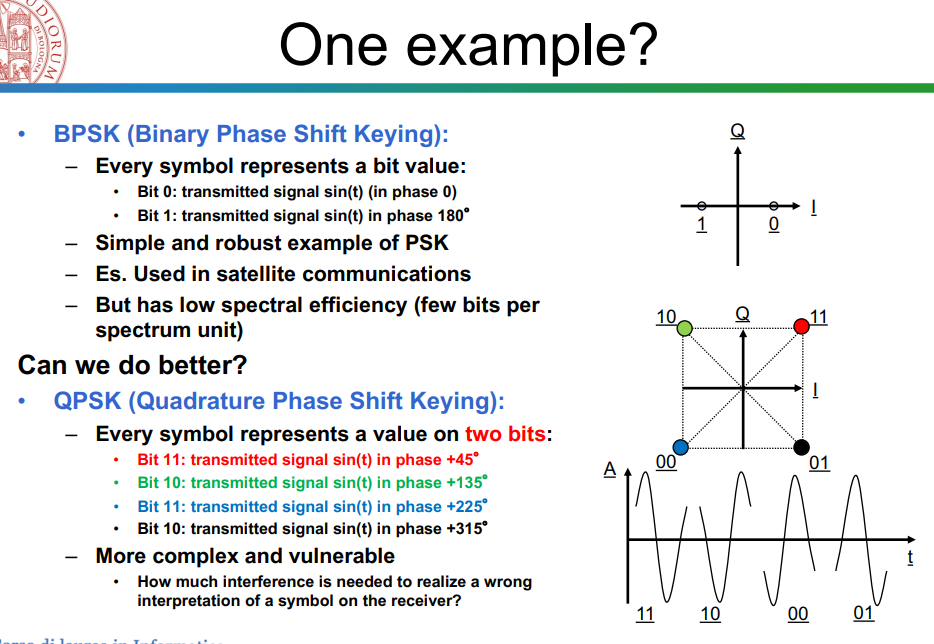 One example?
• BPSK (Binary Phase Shift Keying):
– Every symbol represents a bit value:
• Bit 0: transmitted signal sin(t) (in phase 0)
• Bit 1: transmitted signal sin(t) in phase 180°
– Simple and robust example of PSK
– Es. Used in satellite communications
– But has low spectral efficiency (few bits per
spectrum unit)
Can we do better?
• QPSK (Quadrature Phase Shift Keying):
– Every symbol represents a value on two bits:
• Bit 11: transmitted signal sin(t) in phase +45°
• Bit 10: transmitted signal sin(t) in phase +135°
• Bit 11: transmitted signal sin(t) in phase +225°
• Bit 10: transmitted signal sin(t) in phase +315°
– More complex and vulnerable
• How much interference is needed to realize a wrong
interpretation of a symbol on the receiver?
Q
I
1 0
10 Q 11
I
00 01
A
t
11 10 00 01